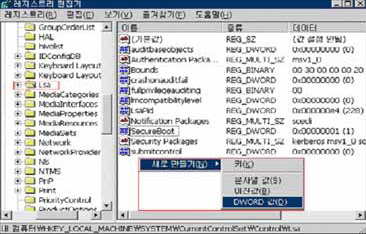 레지스트리 편집기
레지스트리(R) 편집(E) 보기(V) 즐겨찾기(F) 도움말(H)
GroupOrderList
HAL
hivelist
IDConfigDB
Keyboard Layout
Keyboard Layout
Lsa
MediaCategories
MediaInterfaces
MediaProperties
MediaResources
MediaSets
Network
NetworkProvider
Nls
NTMS
PnP
Print
PriorityControl
ProductOptions
이름 종류 데이터
(기본값) REG_SZ (값 설정 안됨)
auditbaseobjects REG_DWORD 0x00000000 (0)
Authentication Packa... REG_MULTI_SZ msv1_0
Bounds REG_BINARY 00 30 00 00 00 20 00
crashonauditfail REG_DWORD 0x00000000 (0)
fullprivilegeauditing REG_BINARY 00
lmcompatibilitylevel REG_DWORD 0x00000000 (0)
LsaPid REG_DWORD (228)
Notification Packages REG_MULTI_SZ scecli
SecureBoot REG_DWORD 0x00000001 (1)
Security Packages REG_MULTI_SZ kerberos msv1_0 sc
submitcontrol REG_DWORD 0x00000000 (0)
새로 만들기(N)
키(K)
문자열 값(S)
이진값(B)
DWORD 값(D)
내 컴퓨터\HKEY_LOCAL_MACHINE\SYSTEM\CurrentControlSet\Control\Lsa